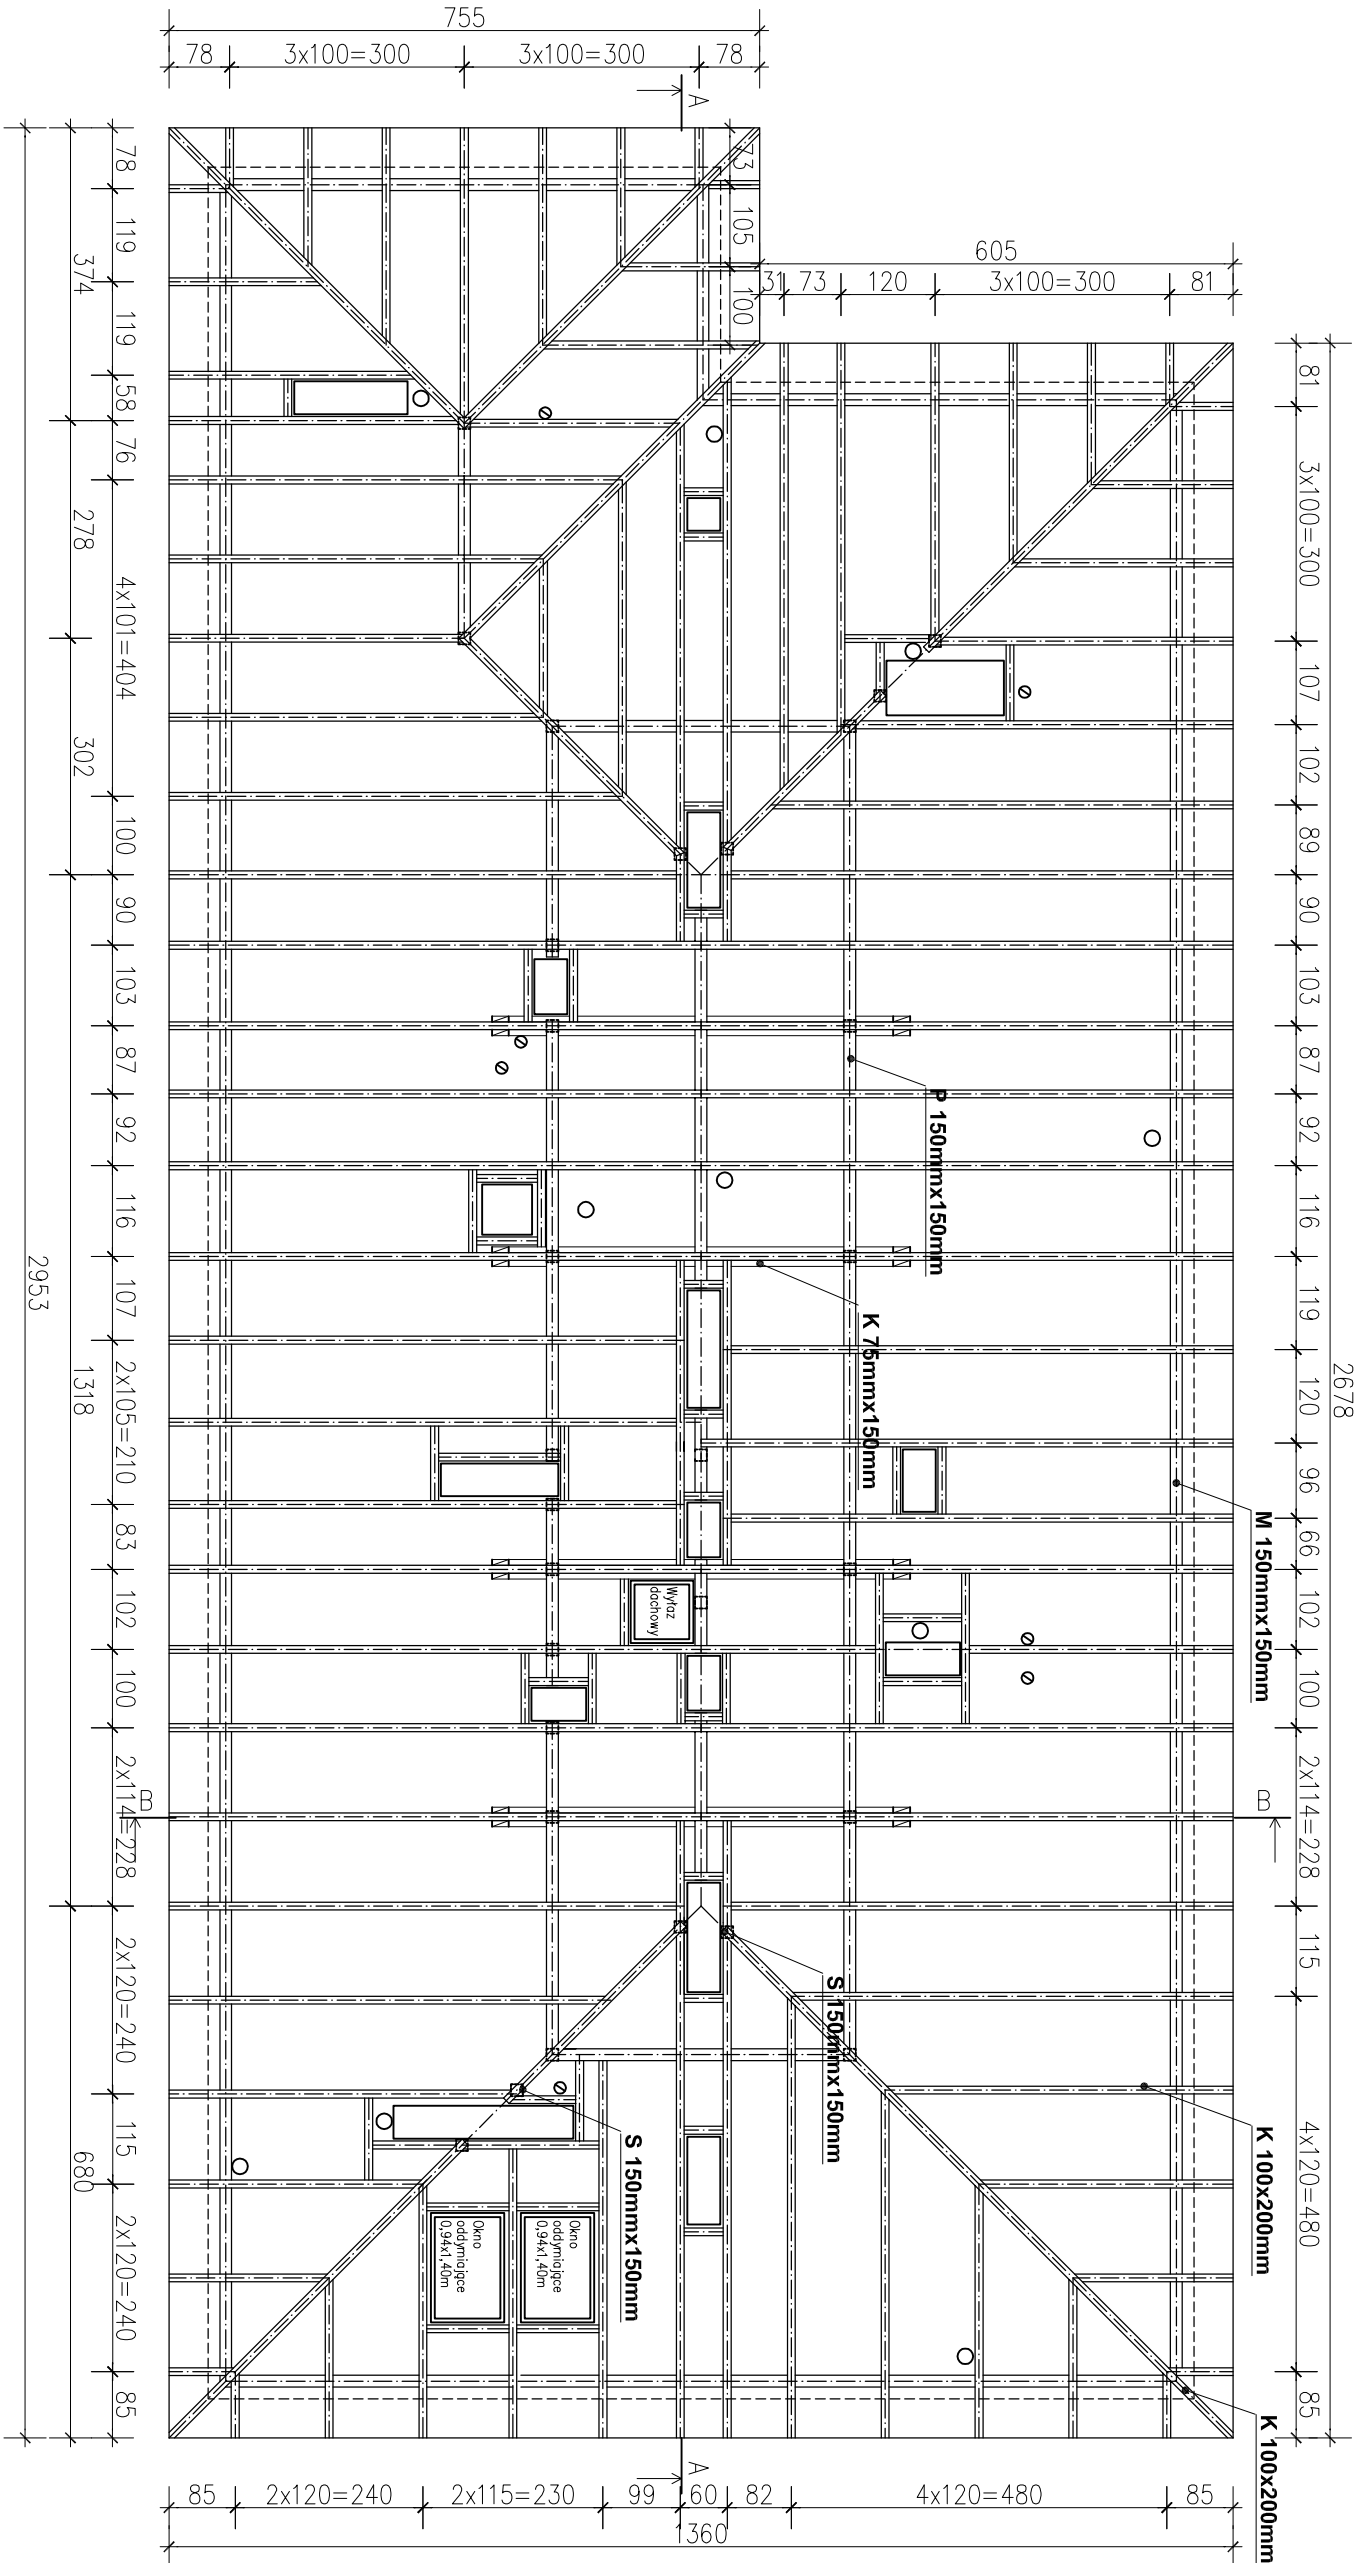 755
78
3x100=300
3x100=300
78
A
73
105
100
605
31
73
120
3x100=300
81
78
119
119
58
76
4x101=404
100
90
103
87
92
116
107
2x105=210
83
102
100
2x114=228
2x120=240
115
2x120=240
85
374
278
302
1318
680
2953
81
3x100=300
107
102
89
90
103
87
92
116
119
120
96
66
102
100
2x114=228
115
4x120=480
85
2678
P 150mmx150mm
K 75mmx150mm
M 150mmx150mm
Wyłaz
dachowy
B
B
S 150mmx150mm
K 100x200mm
S 150mmx150mm
Okno
oddymiające
0,94x1,40m
Okno
oddymiające
0,94x1,40m
K 100x200mm
A
85
2x120=240
2x115=230
99
60
82
4x120=480
85
1360